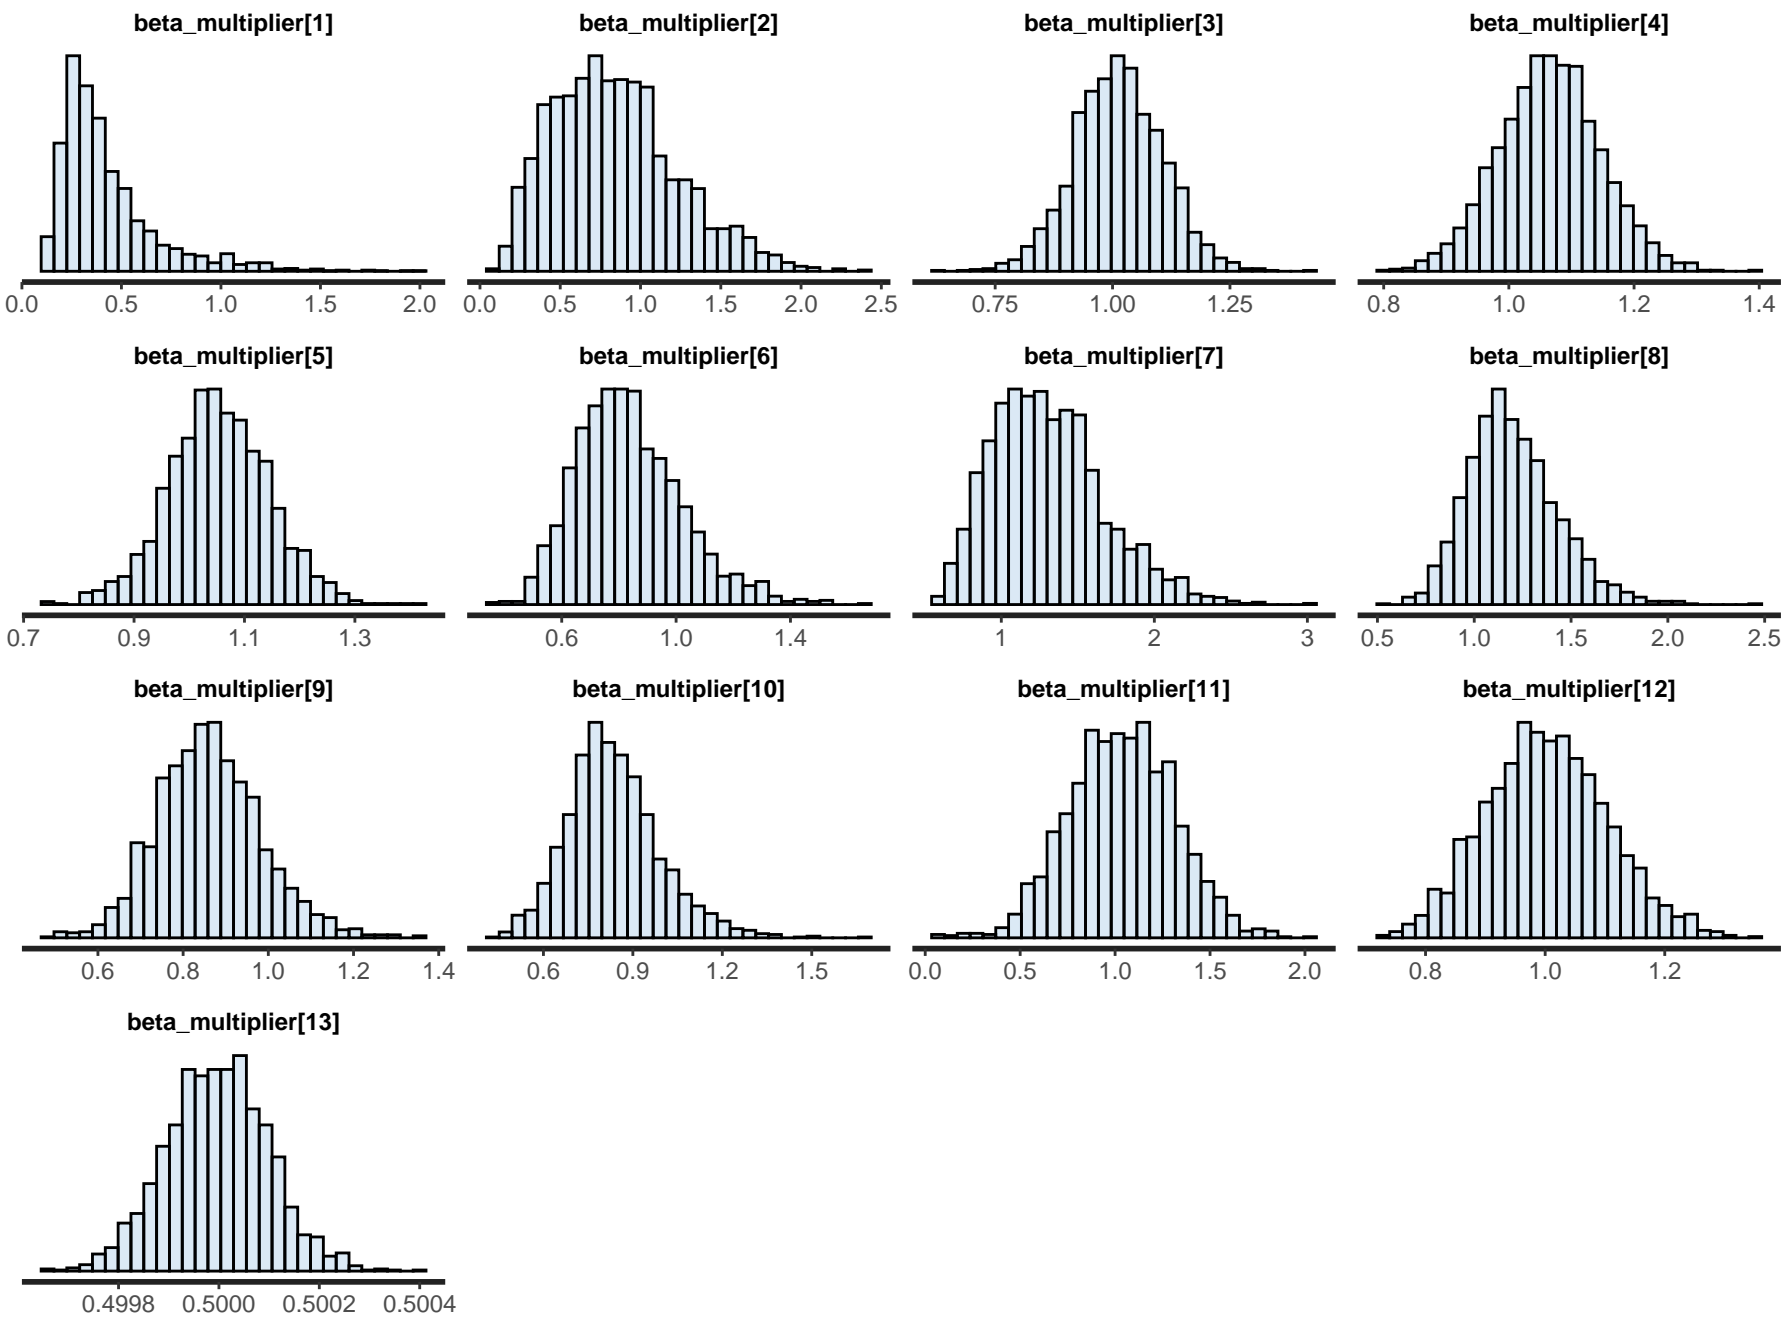 beta_multiplier[1] beta_multiplier[2] beta_multiplier[3] beta_multiplier[4]
0.0 0.5 1.0 1.5 2.0 0.0 0.5 1.0 1.5 2.0 2.5 0.75 1.00 1.25 0.8 1.0 1.2 1.4
beta_multiplier[5] beta_multiplier[6] beta_multiplier[7] beta_multiplier[8]
0.7 0.9 1.1 1.3 0.6 1.0 1.4 1 2 3 0.5 1.0 1.5 2.0 2.5
beta_multiplier[9] beta_multiplier[10] beta_multiplier[11] beta_multiplier[12]
0.6 0.8 1.0 1.2 1.4 0.6 0.9 1.2 1.5 0.0 0.5 1.0 1.5 2.0 0.8 1.0 1.2
beta_multiplier[13]
0.4998 0.5000 0.5002 0.5004